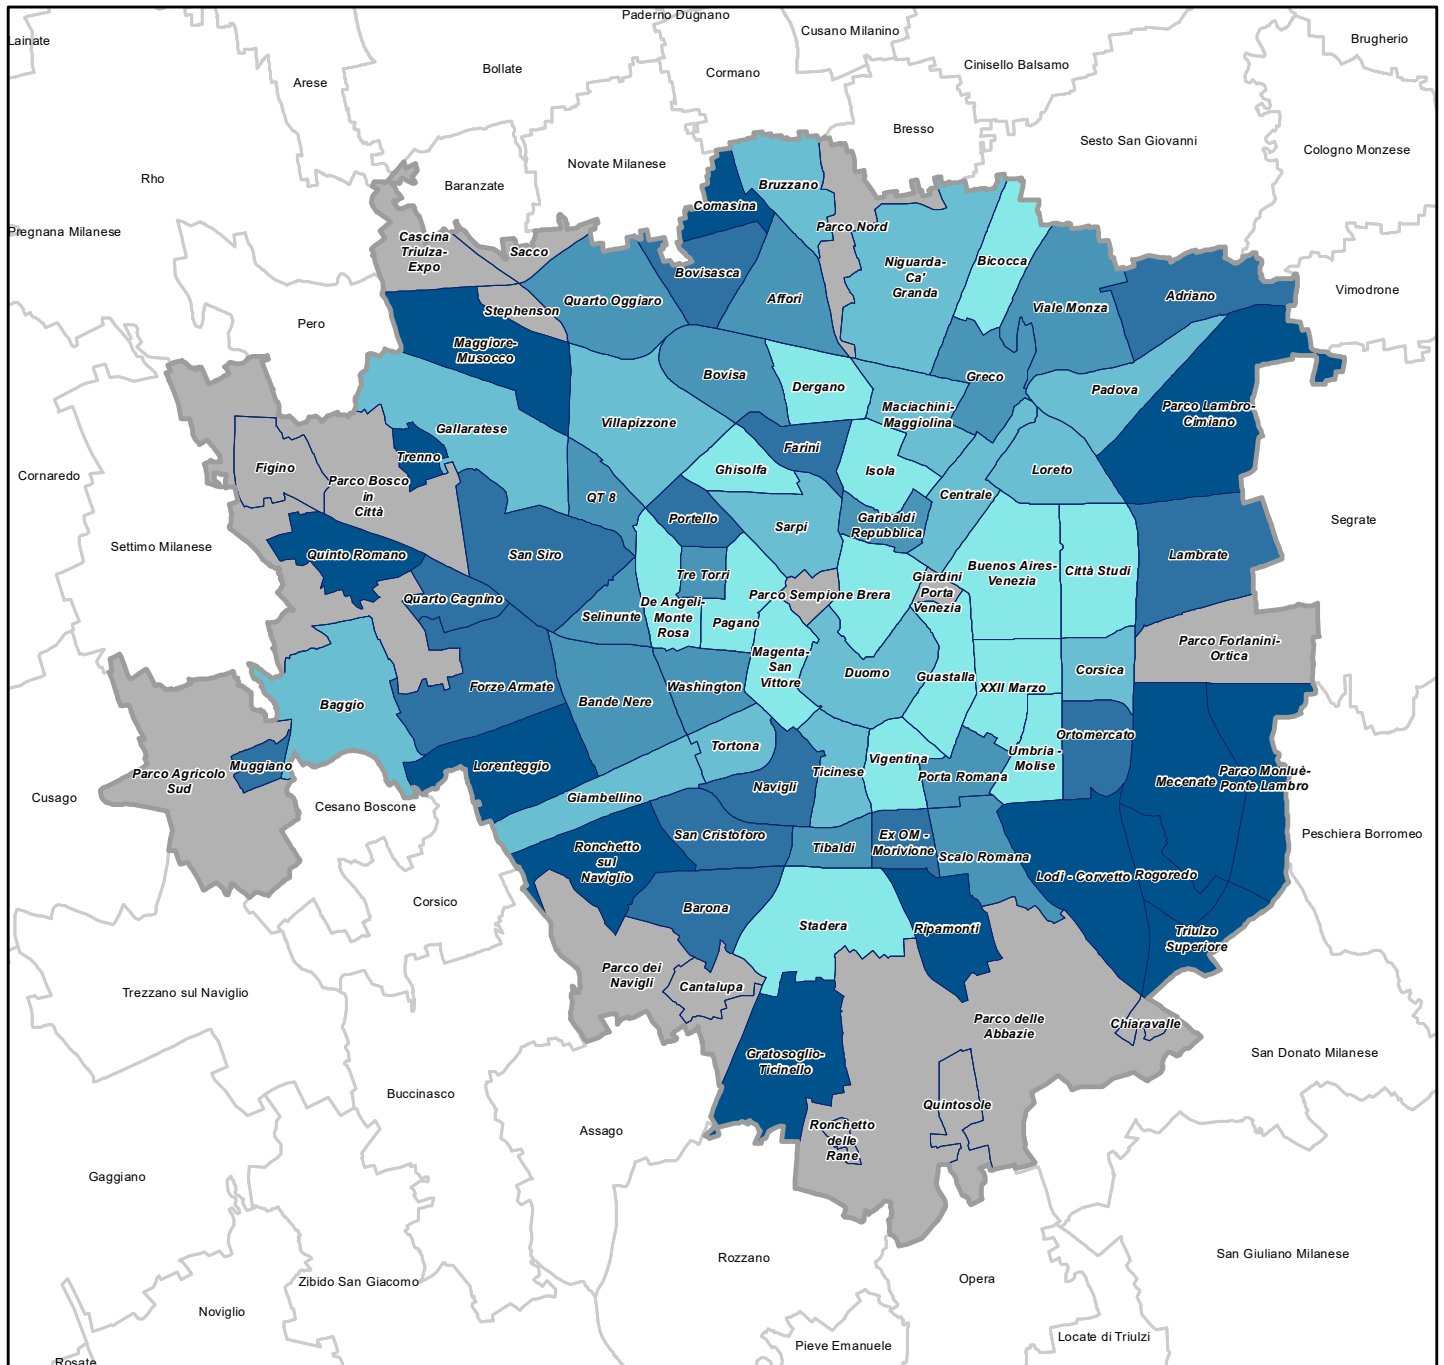 Paderno Dugnano
Lainate
Cusano Milanino
Brugherio
Bollate
Cinisello Balsamo
Cormano
Arese
Bresso
Sesto San Giovanni
Cologno Monzese
Novate Milanese
Rho
Baranzate
Bruzzano
Comasina
Parco Nord
Pregnana Milanese
Cascina
Triulza-
Expo
Sacco
Bovisasca
Niguarda-
Ca'
Granda
Bicocca
Vimodrone
Quarto Oggiaro
Affori
Adriano
Viale Monza
Stephenson
Pero
Maggiore-
Musocco
Bovisa
Dergano
Greco
Padova
Maciachini-
Maggiolina
Parco Lambro-
Cimiano
Villapizzone
Gallaratese
Farini
Trenno
Figino
Ghisolfa
Isola
Loreto
Cornaredo
Parco Bosco
in
Città
QT 8
Centrale
Portello
Sarpi
Garibaldi
Repubblica
Segrate
Settimo Milanese
Quinto Romano
San Siro
Lambrate
Tre Torri
Buenos Aires-
Venezia
Città Studi
Giardini
Porta
Venezia
Parco Sempione
Brera
Quarto Cagnino
De Angeli-
Monte
Rosa
Selinunte
Pagano
Parco Forlanini-
Ortica
Magenta-
San
Vittore
Duomo
Guastalla
Corsica
Forze Armate
Washington
XXII Marzo
Baggio
Bande Nere
Ortomercato
Tortona
Umbria -
Molise
Vigentina
Lorenteggio
Muggiano
Parco Agricolo
Sud
Ticinese
Porta Romana
Mecenate
Parco Monluè-
Ponte Lambro
Navigli
Cusago
Giambellino
Cesano Boscone
San Cristoforo
Ex OM -
Morivione
Peschiera Borromeo
Ronchetto
sul
Naviglio
Tibaldi
Scalo Romana
Lodi - Corvetto
Rogoredo
Corsico
Barona
Stadera
Ripamonti
Triulzo
Superiore
Parco dei
Navigli
Cantalupa
Trezzano sul Naviglio
Parco delle
Abbazie
Chiaravalle
Gratosoglio-
Ticinello
San Donato Milanese
Buccinasco
Quintosole
Assago
Ronchetto
delle
Rane
Gaggiano
Rozzano
San Giuliano Milanese
Opera
Zibido San Giacomo
Noviglio
Locate di Triulzi
Pieve Emanuele
Rosate